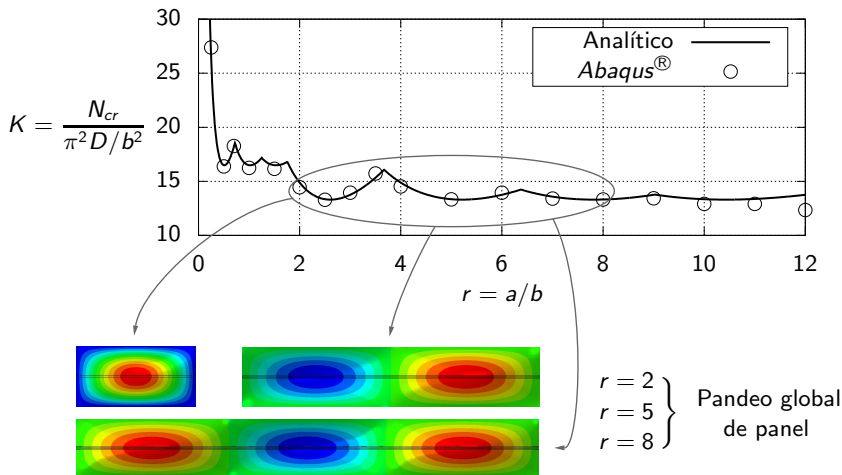 30
25
20
15
10
0
2
4
6
8
10
12
K = N_cr / π²D/b²
r = a/b
Analítico
Abaqus®
r = 2
r = 5
r = 8
Pandeo global
de panel